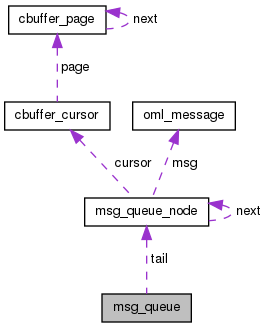 cbuffer_page
next
page
cbuffer_cursor
oml_message
cursor
msg
msg_queue_node
next
tail
msg_queue